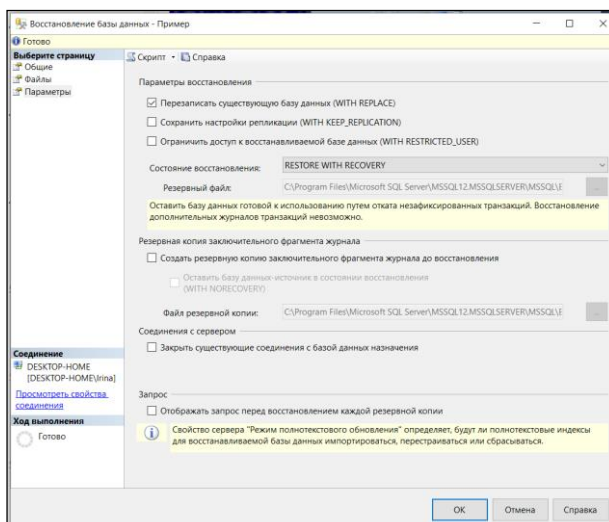 Восстановление базы данных - Пример
Готово
Выберите страницу
Общие
Файлы
Параметры
Скрипт
Справка
Параметры восстановления
Перезаписать существующую базу данных (WITH REPLACE)
Сохранить настройки репликации (WITH KEEP_REPLICATION)
Ограничить доступ к восстанавливаемой базе данных (WITH RESTRICTED_USER)
Состояние восстановления:
RESTORE WITH RECOVERY
Резервный файл:
C:\Program Files\Microsoft SQL Server\MSSQL12.MSSQLSERVER\MSSQL\E
...
Оставить базу данных готовой к использованию путем отката незафиксированных транзакций. Восстановление
дополнительных журналов транзакций невозможно.
Резервная копия заключительного фрагмента журнала
Создать резервную копию заключительного фрагмента журнала до восстановления
Оставить базу данных-источник в состоянии восстановления
(WITH NORECOVERY)
Файл резервной копии:
C:\Program Files\Microsoft SQL Server\MSSQL12.MSSQLSERVER\MSSQL\E
...
Соединения с сервером
Закрыть существующие соединения с базой данных назначения
Соединение
DESKTOP-HOME
[DESKTOP-HOME\Irina]
Просмотреть свойства
соединения
Ход выполнения
Готово
Запрос
Отображать запрос перед восстановлением каждой резервной копии
Свойство сервера "Режим полнотекстового обновления" определяет, будут ли полнотекстовые индексы
для восстанавливаемой базы данных импортироваться, перестраиваться или сбрасываться.
ОК
Отмена
Справка